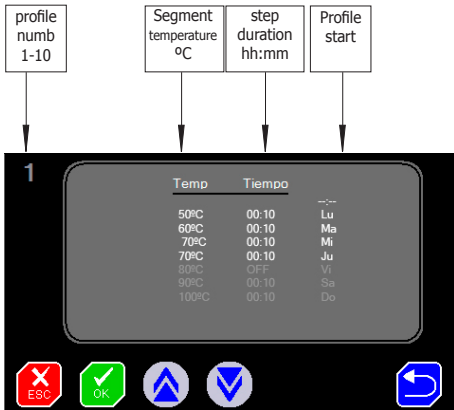 profile
numb
1-10
Segment
temperature
ºC
step
duration
hh:mm
Profile
start
1
Temp Tiempo
--:--
50ºC 00:10 Lu
60ºC 00:10 Ma
70ºC 00:10 Mi
70ºC 00:10 Ju
80ºC OFF Vi
90ºC 00:10 Sa
100ºC 00:10 Do
ESC
OK